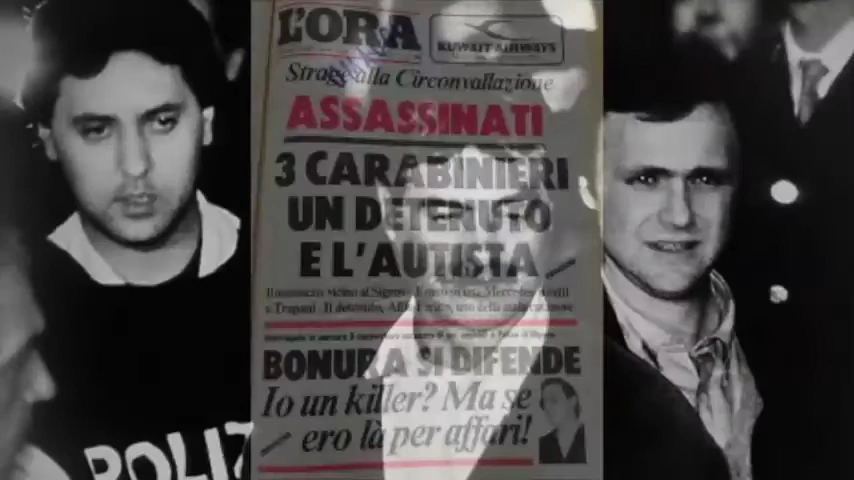 L'ORA
KUWAIT AIRWAYS
Strage alla Circonvallazione
ASSASSINATI
3 CARABINIERI
UN DETENUTO
E L'AUTISTA
BONURA SI DIFENDE
Io un killer? Ma se
ero là per affari!
POLIZ